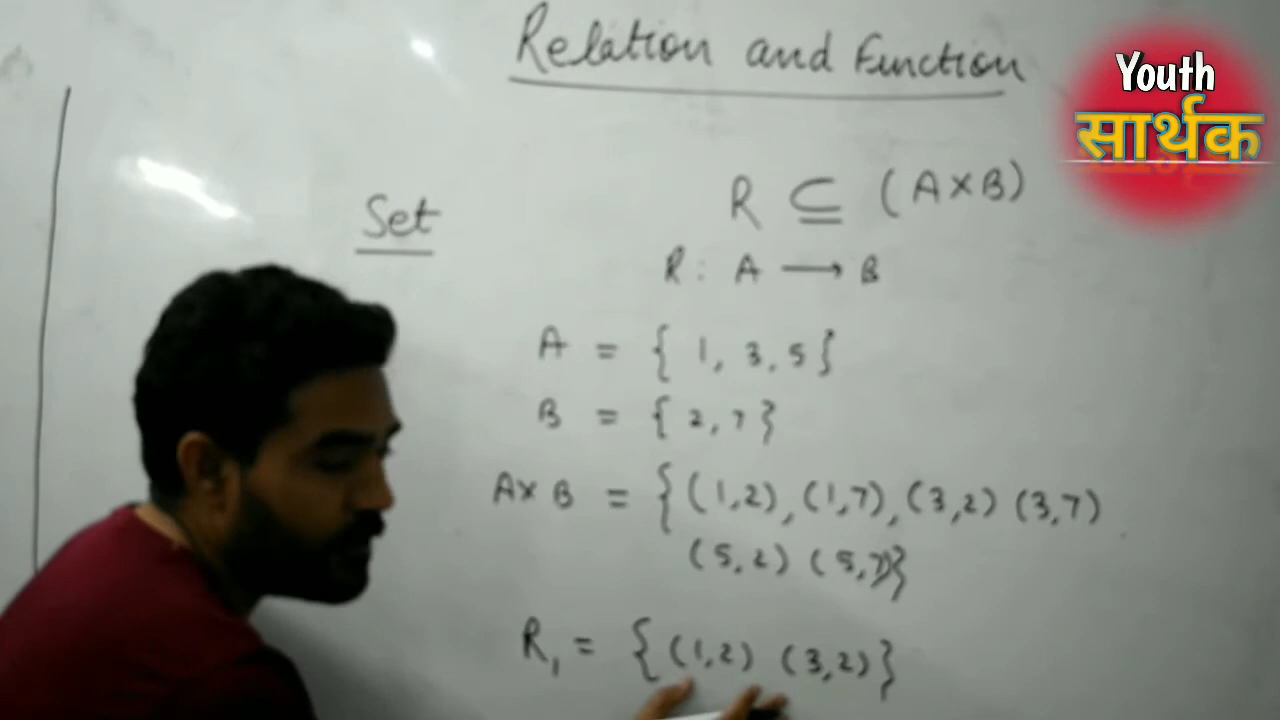 Relation and Function
Youth
सार्थक
Set
R ⊆ (A×B)
R : A → B
A = { 1, 3, 5 }
B = { 2, 7 }
A× B = { (1,2), (1,7), (3,2) (3,7)
(5,2) (5,7)}
R₁ = { (1,2) (3,2) }